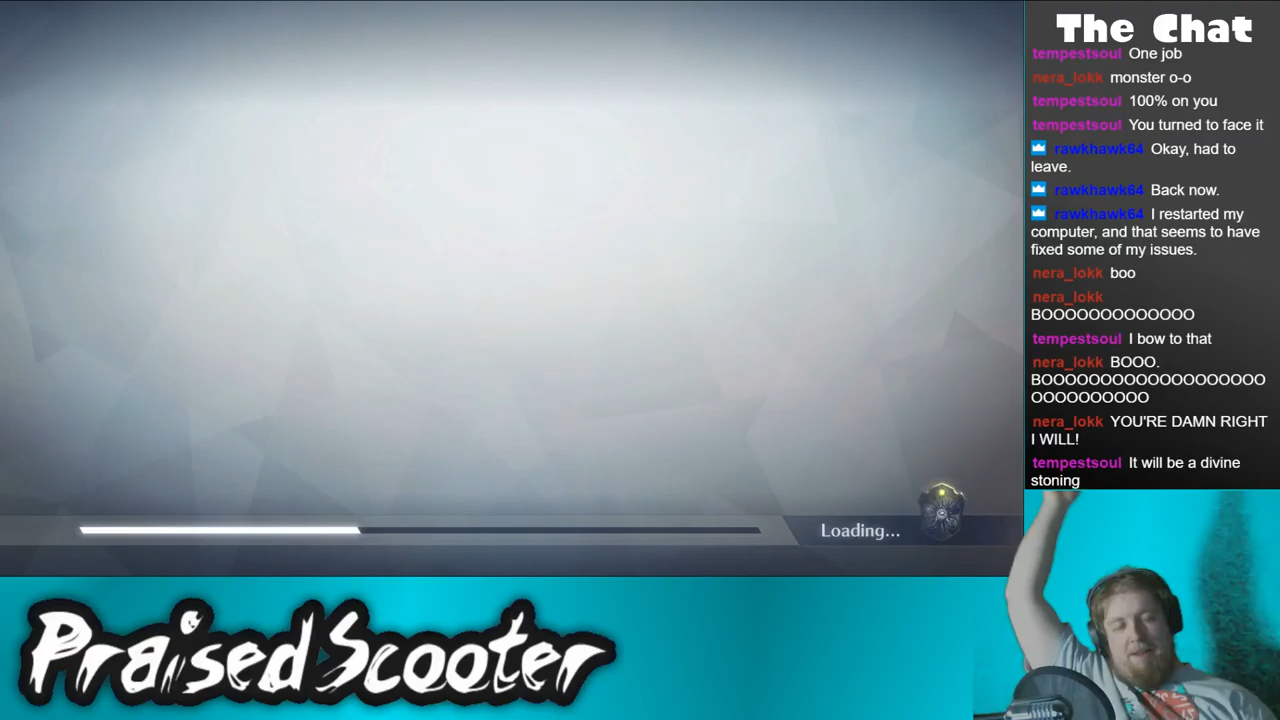 The Chat
tempestsoul One job
nera_lokk monster o-o
tempestsoul 100% on you
tempestsoul You turned to face it
rawkhawk64 Okay, had to
leave.
rawkhawk64 Back now.
rawkhawk64 I restarted my
computer, and that seems to have
fixed some of my issues.
nera_lokk boo
nera_lokk
BOOOOOOOOOOOOO
tempestsoul I bow to that
nera_lokk BOOO.
BOOOOOOOOOOOOOOOOOOO
OOOOOOOOOO
nera_lokk YOU'RE DAMN RIGHT
I WILL!
tempestsoul It will be a divine
stoning
Loading...
PraisedScooter